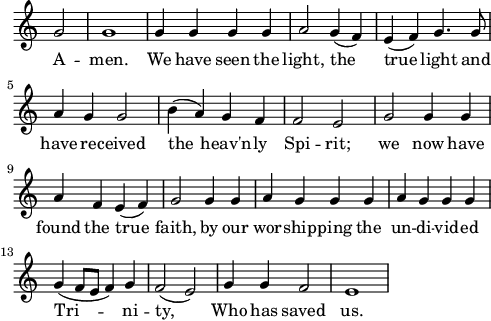 A -- men. We have seen the light, the true light and
5
have received the heav'n-ly Spi -- rit; we now have
9
found the true faith, by our worshipping the un-di-vided
13
Tri -- ni -- ty, Who has saved us.